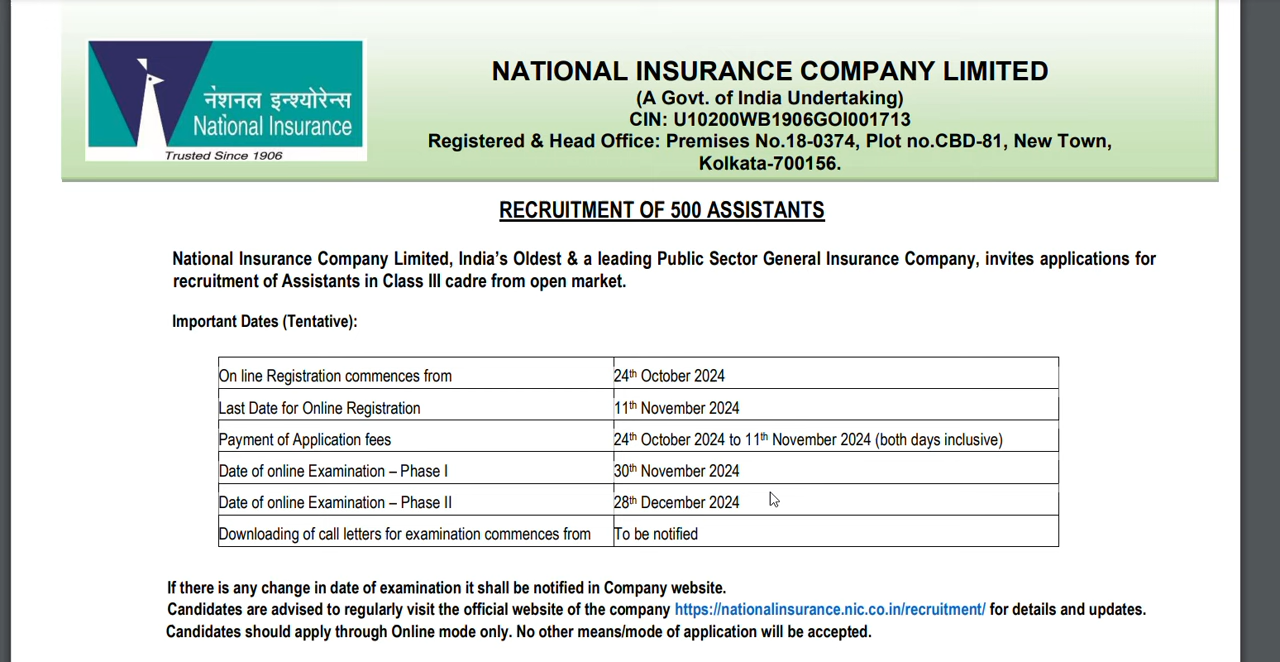 नेशनल इन्श्योरेन्स
National Insurance
Trusted Since 1906
NATIONAL INSURANCE COMPANY LIMITED
(A Govt. of India Undertaking)
CIN: U10200WB1906GOI001713
Registered & Head Office: Premises No.18-0374, Plot no.CBD-81, New Town,
Kolkata-700156.
RECRUITMENT OF 500 ASSISTANTS
National Insurance Company Limited, India's Oldest & a leading Public Sector General Insurance Company, invites applications for
recruitment of Assistants in Class III cadre from open market.
Important Dates (Tentative):
On line Registration commences from 24th October 2024
Last Date for Online Registration 11th November 2024
Payment of Application fees 24th October 2024 to 11th November 2024 (both days inclusive)
Date of online Examination – Phase I 30th November 2024
Date of online Examination – Phase II 28th December 2024
Downloading of call letters for examination commences from To be notified
If there is any change in date of examination it shall be notified in Company website.
Candidates are advised to regularly visit the official website of the company https://nationalinsurance.nic.co.in/recruitment/ for details and updates.
Candidates should apply through Online mode only. No other means/mode of application will be accepted.